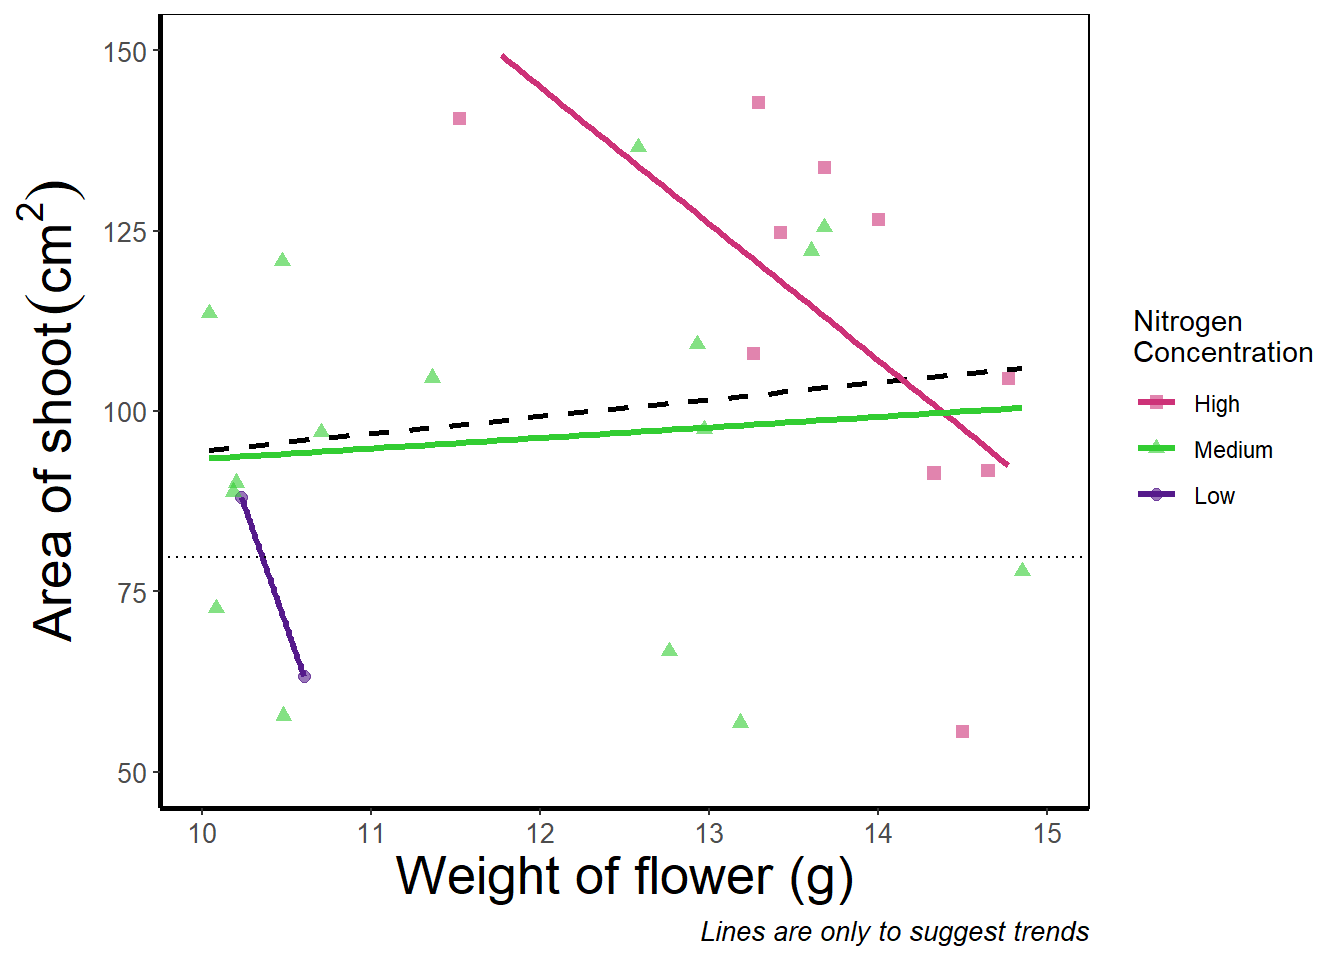 150
125
100
75
50
Area of shoot(cm²)
10 11 12 13 14 15
Weight of flower (g)
Lines are only to suggest trends
Nitrogen
Concentration
High
Medium
Low